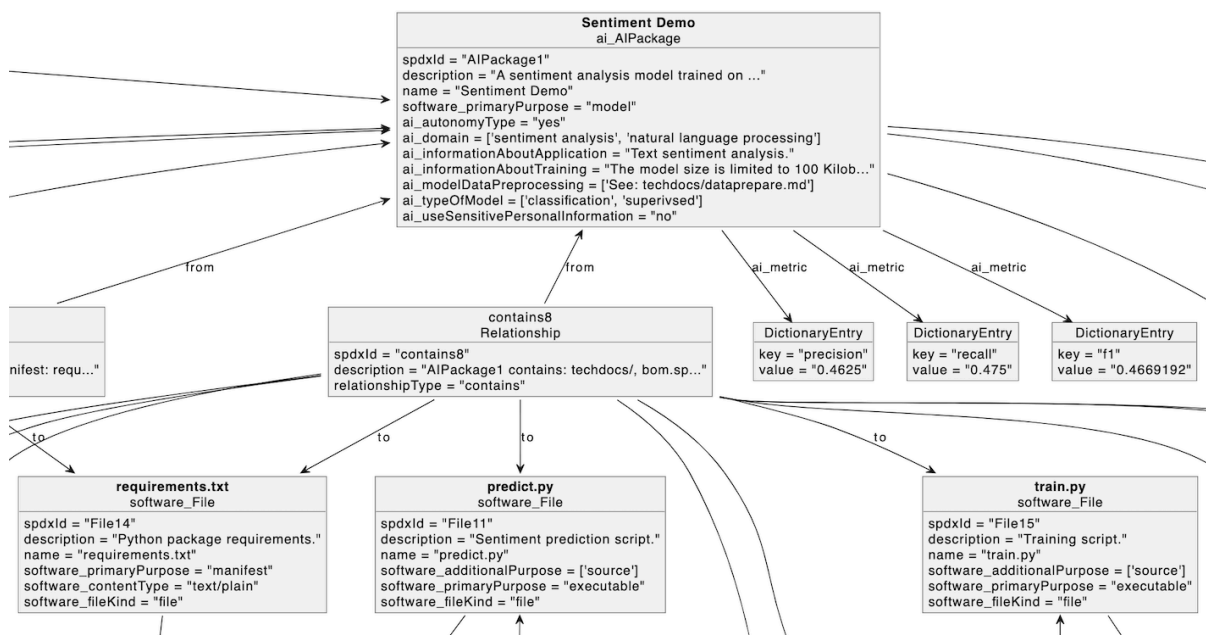 Sentiment Demo
ai_AIPackage
spdxId = "AIPackage1"
description = "A sentiment analysis model trained on ..."
name = "Sentiment Demo"
software_primaryPurpose = "model"
ai_autonomyType = "yes"
ai_domain = ['sentiment analysis', 'natural language processing']
ai_informationAboutApplication = "Text sentiment analysis."
ai_informationAboutTraining = "The model size is limited to 100 Kilob..."
ai_modelDataPreprocessing = ['See: techdocs/dataprepare.md']
ai_typeOfModel = ['classification', 'superivsed']
ai_useSensitivePersonalInformation = "no"
from
from
ai_metric
ai_metric
ai_metric
nifest: requ..."
contains8
Relationship
spdxId = "contains8"
description = "AIPackage1 contains: techdocs/, bom.sp..."
relationshipType = "contains"
DictionaryEntry
key = "precision"
value = "0.4625"
DictionaryEntry
key = "recall"
value = "0.475"
DictionaryEntry
key = "f1"
value = "0.4669192"
to
to
to
to
requirements.txt
software_File
spdxId = "File14"
description = "Python package requirements."
name = "requirements.txt"
software_primaryPurpose = "manifest"
software_contentType = "text/plain"
software_fileKind = "file"
predict.py
software_File
spdxId = "File11"
description = "Sentiment prediction script."
name = "predict.py"
software_additionalPurpose = ['source']
software_primaryPurpose = "executable"
software_fileKind = "file"
train.py
software_File
spdxId = "File15"
description = "Training script."
name = "train.py"
software_additionalPurpose = ['source']
software_primaryPurpose = "executable"
software_fileKind = "file"